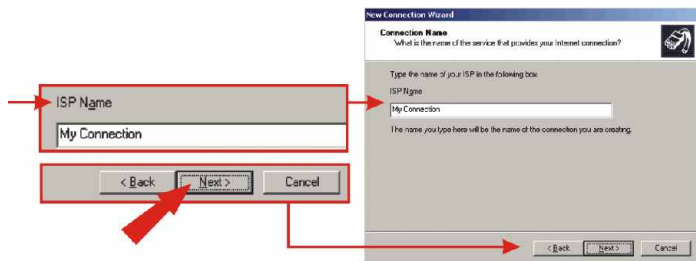 New Connection Wizard
Connection Name
What is the name of the service that provides your Internet connection?
Type the name of your ISP in the following box.
ISP Name
My Connection
The name you type here will be the name of the connection you are creating.
< Back Next > Cancel
ISP Name
My Connection
< Back Next > Cancel